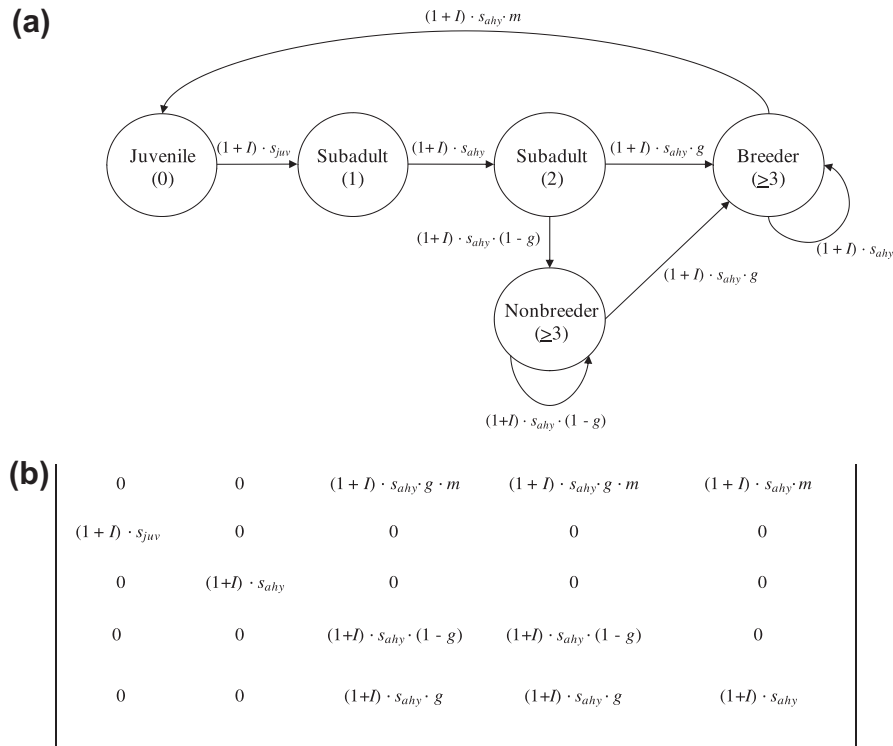 (a)
(1 + I) · s_ahy · m
Juvenile
(0)
(1 + I) · s_juv
Subadult
(1)
(1 + I) · s_ahy
Subadult
(2)
(1 + I) · s_ahy · g
Breeder
(≥3)
(1 + I) · s_ahy
(1+I) · s_ahy · (1 - g)
(1 + I) · s_ahy · g
Nonbreeder
(≥3)
(1+I) · s_ahy · (1 - g)
(b)
0 0 (1 + I) · s_ahy · g · m (1 + I) · s_ahy · g · m (1 + I) · s_ahy · m
(1 + I) · s_juv 0 0 0 0
0 (1+I) · s_ahy 0 0 0
0 0 (1+I) · s_ahy · (1 - g) (1+I) · s_ahy · (1 - g) 0
0 0 (1+I) · s_ahy · g (1+I) · s_ahy · g (1+I) · s_ahy